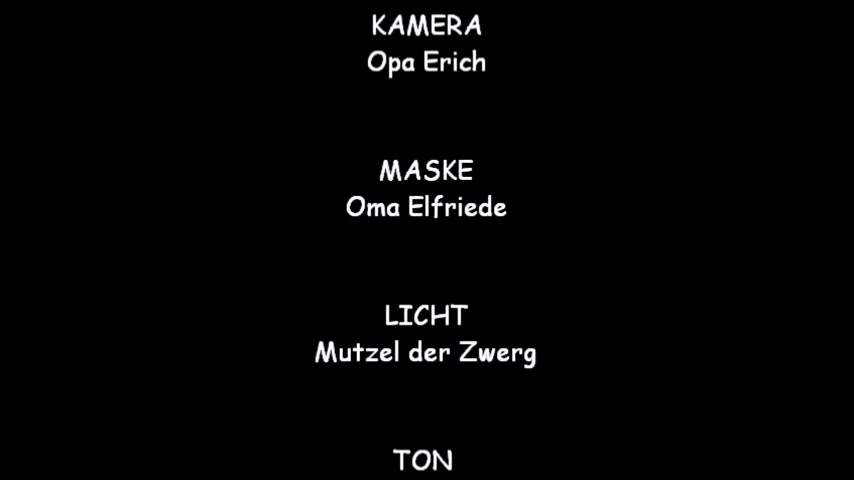 KAMERA
Opa Erich
MASKE
Oma Elfriede
LICHT
Mutzel der Zwerg
TON